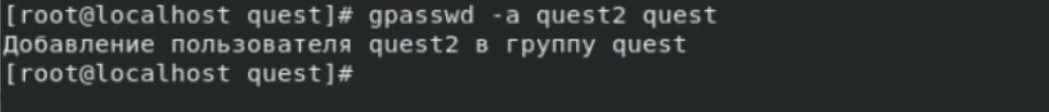 [root@localhost quest]# gpasswd -a quest2 quest
Добавление пользователя quest2 в группу quest
[root@localhost quest]#